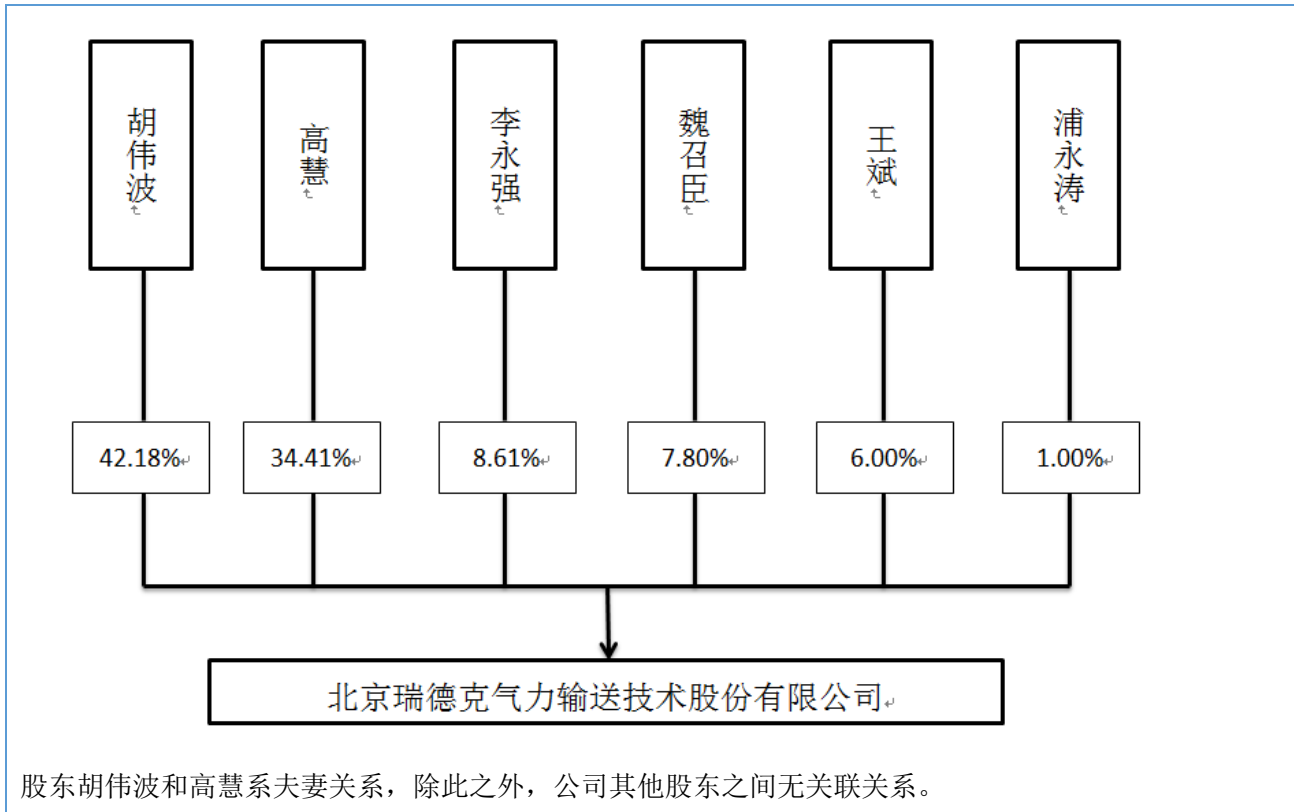 胡伟波
高慧
李永强
魏召臣
王斌
浦永涛
42.18%
34.41%
8.61%
7.80%
6.00%
1.00%
北京瑞德克气力输送技术股份有限公司
股东胡伟波和高慧系夫妻关系，除此之外，公司其他股东之间无关联关系。